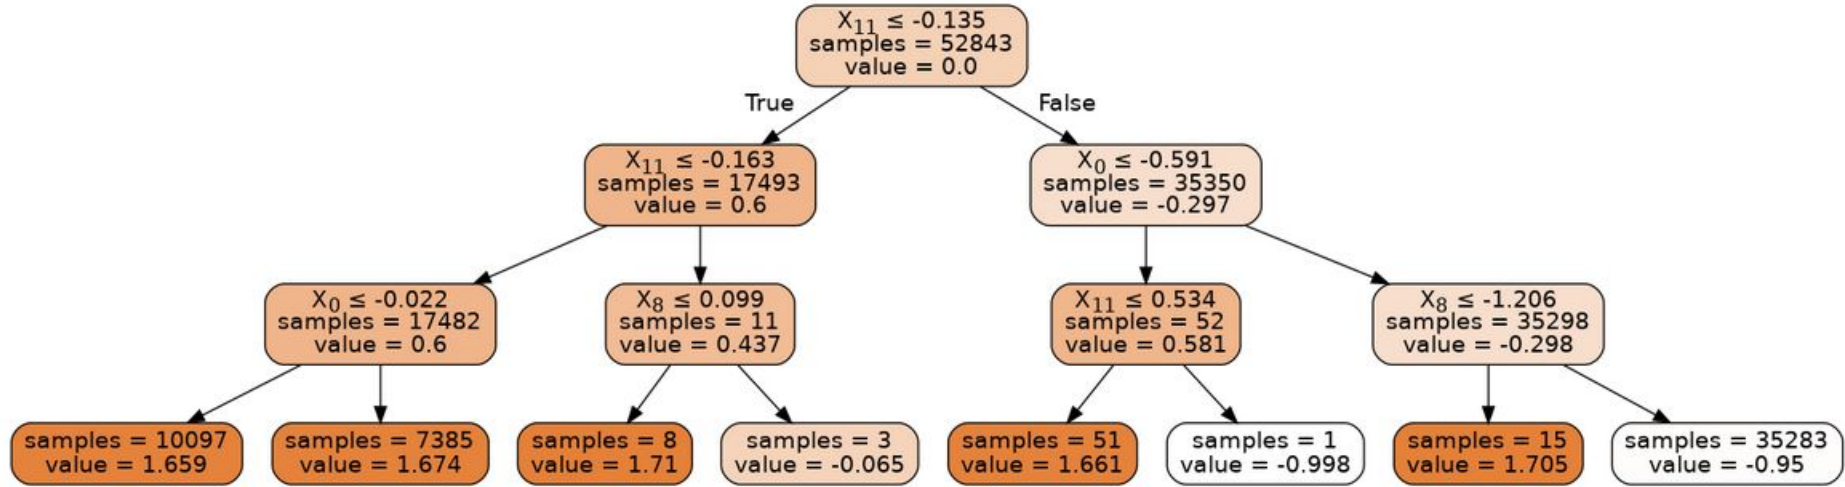 X11 ≤ -0.135
samples = 52843
value = 0.0
True
False
X11 ≤ -0.163
samples = 17493
value = 0.6
X0 ≤ -0.591
samples = 35350
value = -0.297
X0 ≤ -0.022
samples = 17482
value = 0.6
X8 ≤ 0.099
samples = 11
value = 0.437
X11 ≤ 0.534
samples = 52
value = 0.581
X8 ≤ -1.206
samples = 35298
value = -0.298
samples = 10097
value = 1.659
samples = 7385
value = 1.674
samples = 8
value = 1.71
samples = 3
value = -0.065
samples = 51
value = 1.661
samples = 1
value = -0.998
samples = 15
value = 1.705
samples = 35283
value = -0.95